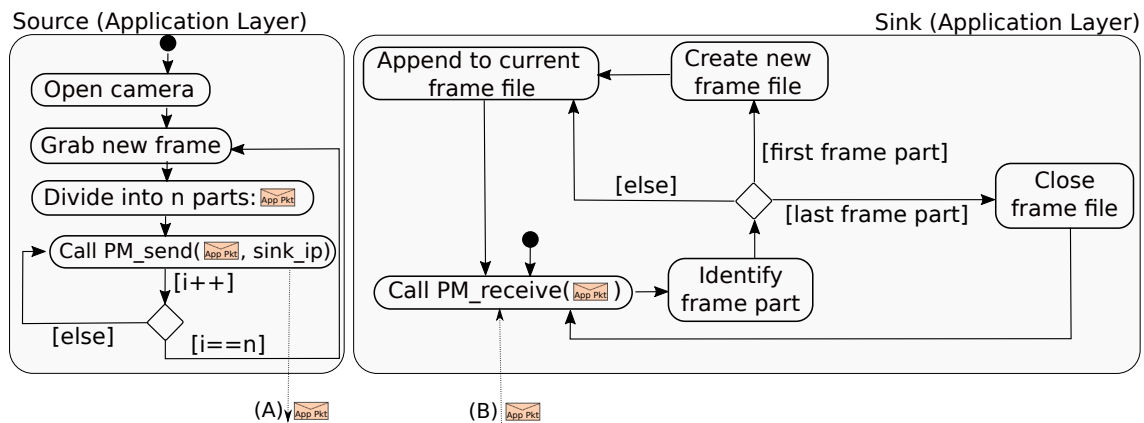 Source (Application Layer)
Open camera
Grab new frame
Divide into n parts: App Pkt
Call PM_send( App Pkt , sink_ip)
[i++]
[else]
[i==n]
(A) App Pkt
Sink (Application Layer)
Append to current
frame file
Create new
frame file
[first frame part]
[else]
[last frame part]
Close
frame file
Call PM_receive( App Pkt )
Identify
frame part
(B) App Pkt